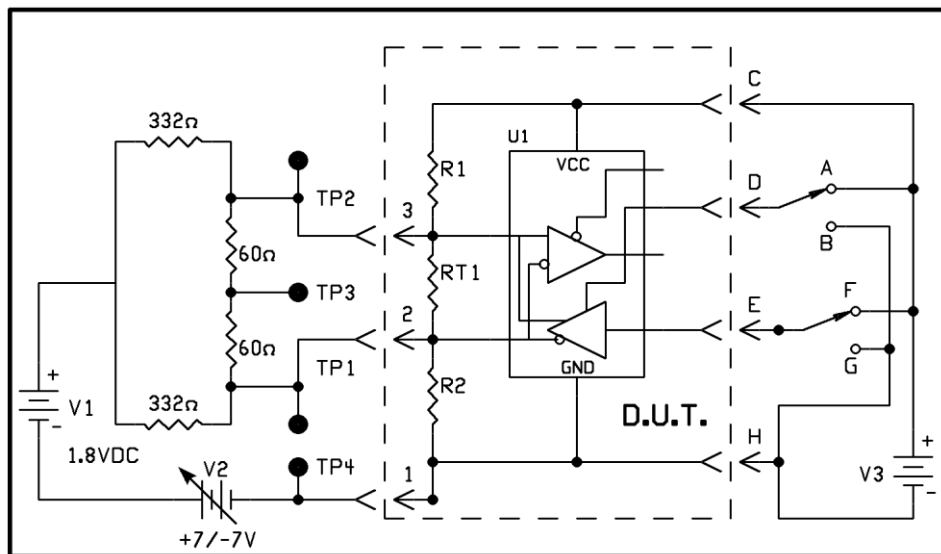 332Ω
TP2
60Ω
TP3
60Ω
TP1
332Ω
+
V1
-
1.8VDC
V2
+7/-7V
TP4
3
2
1
R1
RT1
R2
U1
VCC
GND
D.U.T.
C
D
E
H
A
B
F
G
+
V3
-